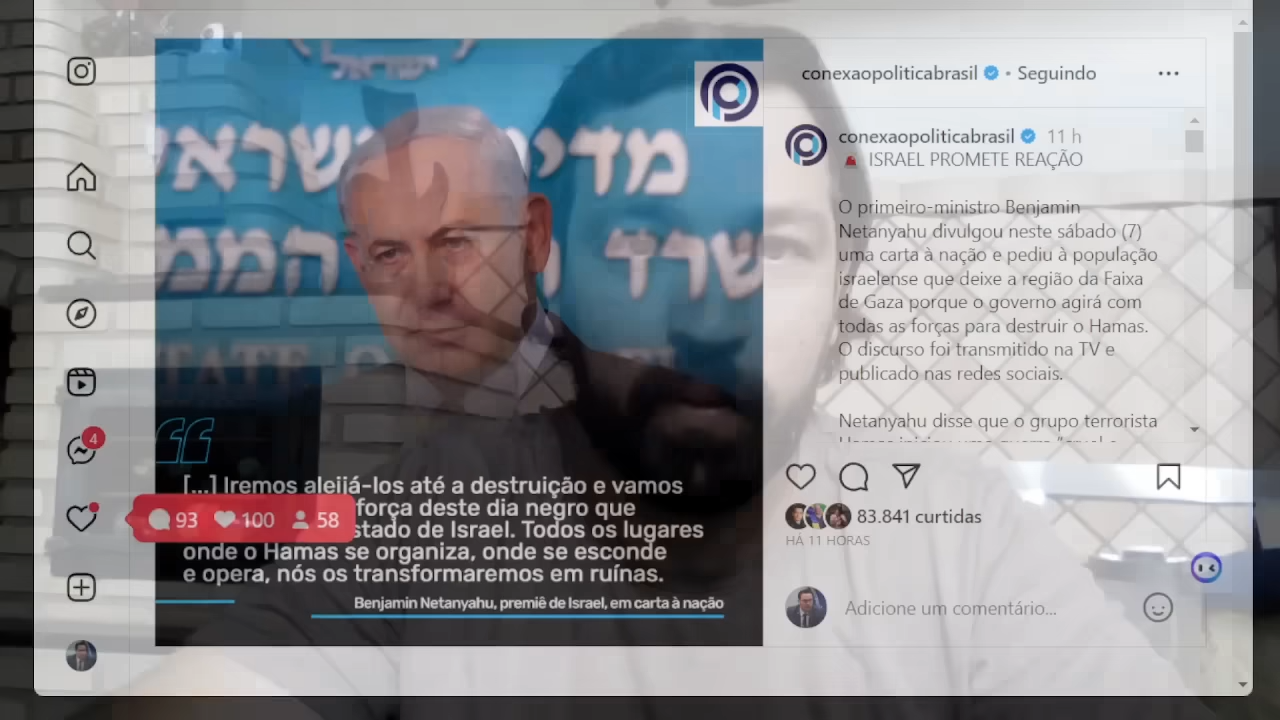 conexaopoliticabrasil • Seguindo
conexaopoliticabrasil 11 h
ISRAEL PROMETE REAÇÃO
O primeiro-ministro Benjamin
Netanyahu divulgou neste sábado (7)
uma carta à nação e pediu à população
israelense que deixe a região da Faixa
de Gaza porque o governo agirá com
todas as forças para destruir o Hamas.
O discurso foi transmitido na TV e
publicado nas redes sociais.
Netanyahu disse que o grupo terrorista
ישראל
מדינת ישראל
משרד
הממ
[...] Iremos aleijá-los até a destruição e vamos
força deste dia negro que
stado de Israel. Todos os lugares
onde o Hamas se organiza, onde se esconde
e opera, nós os transformaremos em ruínas.
Benjamin Netanyahu, premiê de Israel, em carta à nação
4
93 100 58
83.841 curtidas
HÁ 11 HORAS
Adicione um comentário...